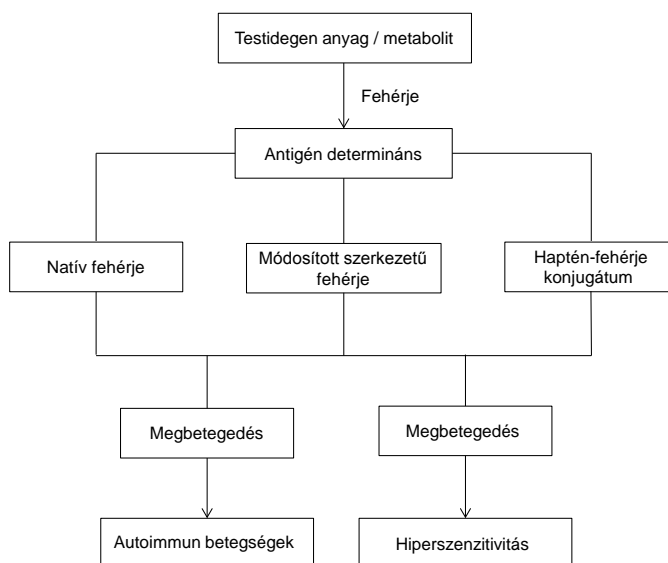 Testidegen anyag / metabolit
Fehérje
Antigén determináns
Natív fehérje
Módosított szerkezetű
fehérje
Haptén-fehérje
konjugátum
Megbetegedés
Megbetegedés
Autoimmun betegségek
Hiperszenzitivitás